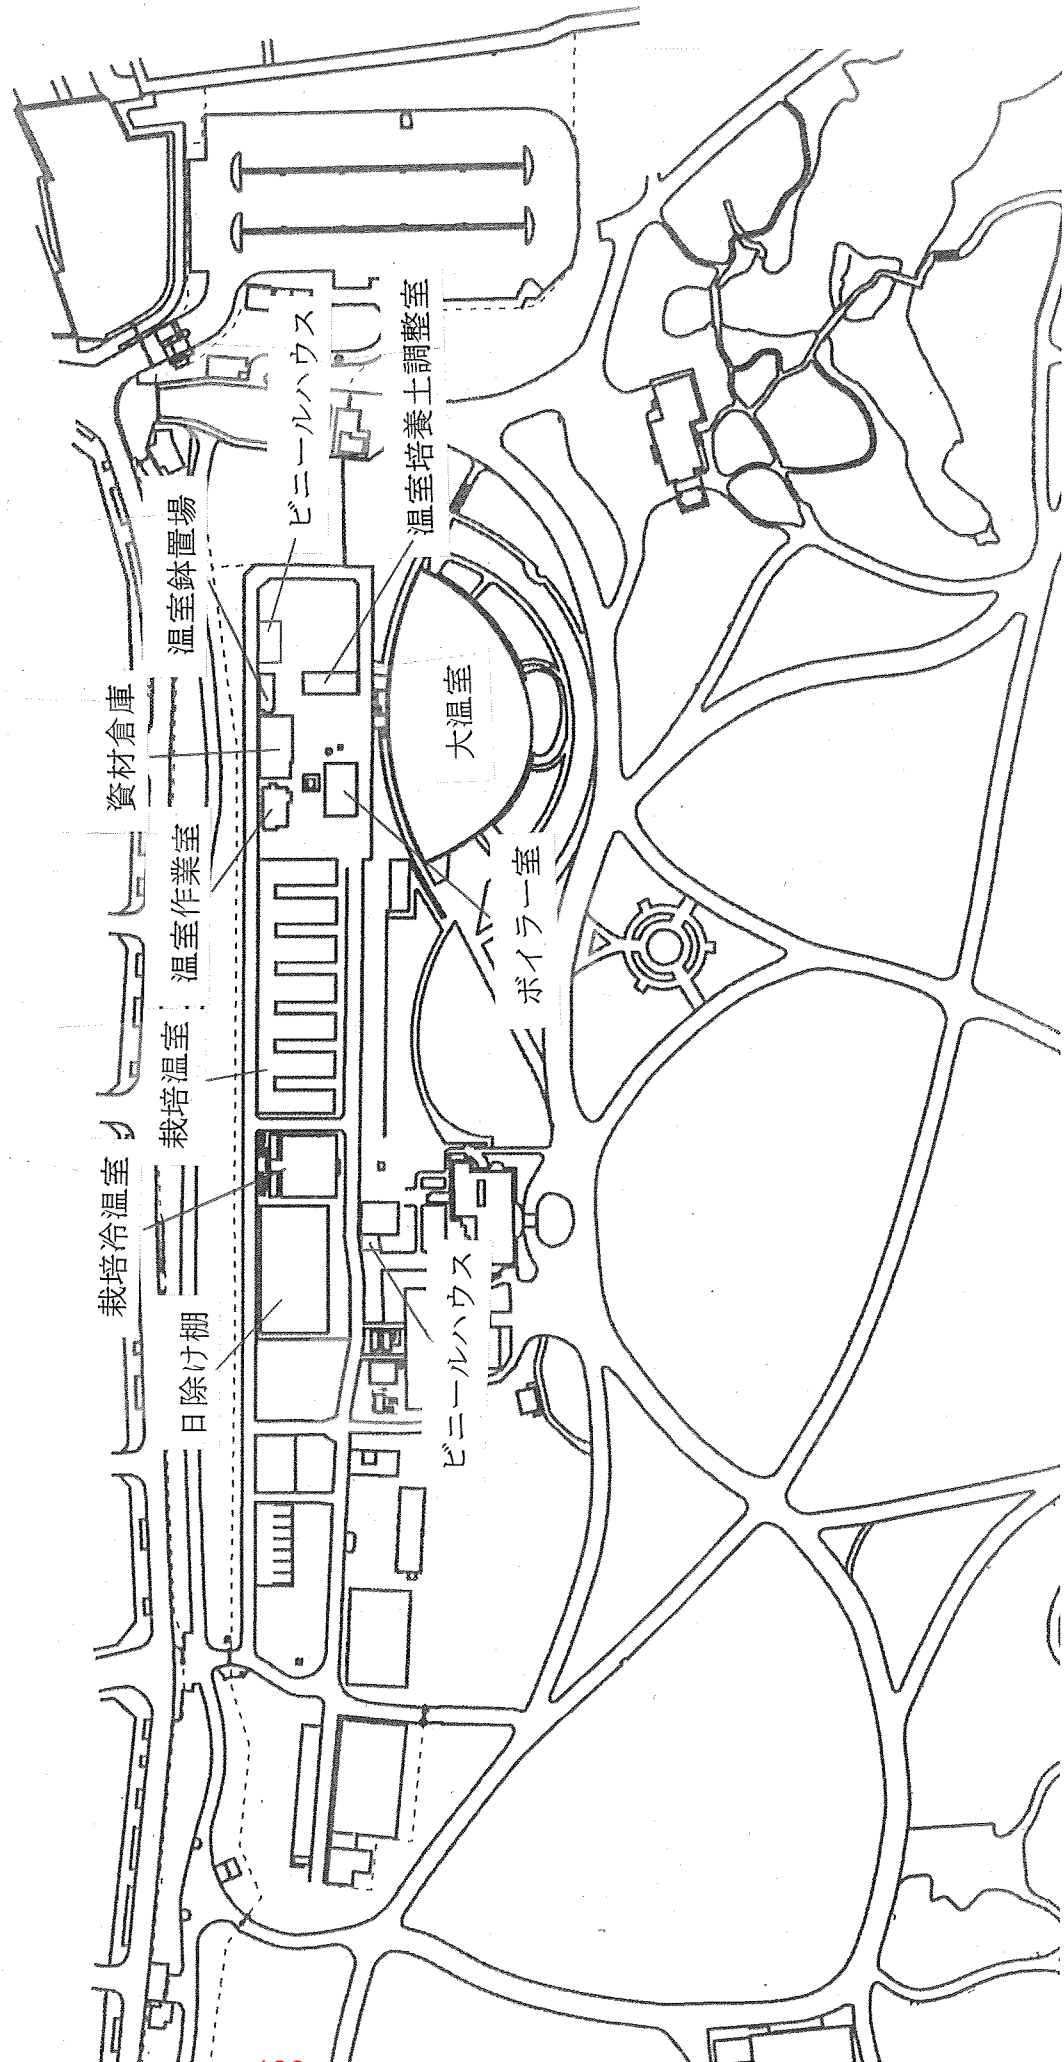 栽培冷温室
栽培温室
温室作業室
資材倉庫
温室鉢置場
日除け棚
ビニールハウス
ビニールハウス
ボイラー室
大温室
温室培養土調整室